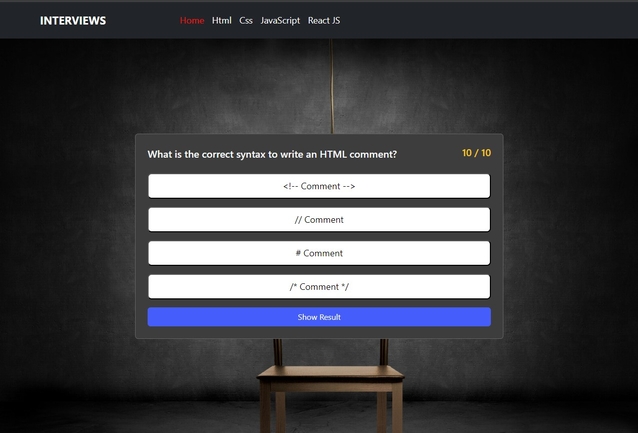 INTERVIEWS Home Html Css JavaScript React JS
What is the correct syntax to write an HTML comment? 10 / 10
<!-- Comment -->
// Comment
# Comment
/* Comment */
Show Result